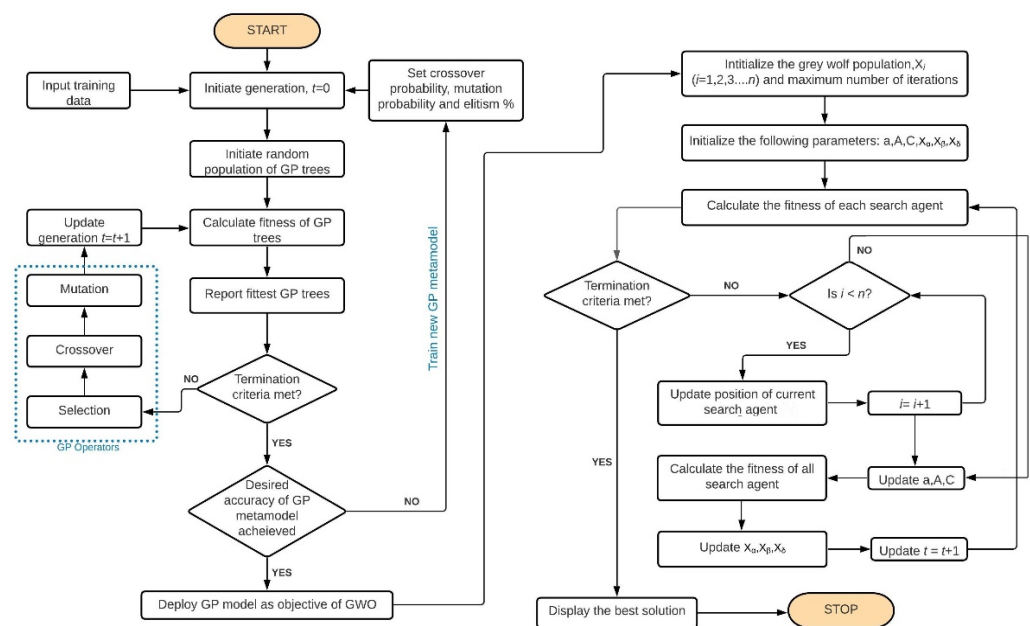 START
Input training
data
Initiate generation, t=0
Set crossover
probability, mutation
probability and elitism %
Initiate random
population of GP trees
Update
generation t=t+1
Calculate fitness of GP
trees
Mutation
Report fittest GP trees
Crossover
Selection
GP Operators
NO
Termination
criteria met?
YES
Desired
accuracy of GP
metamodel
acheieved
NO
Train new GP metamodel
YES
Deploy GP model as objective of GWO
Intitialize the grey wolf population,Xi
(i=1,2,3....n) and maximum number of iterations
Initialize the following parameters: a,A,C,Xα,Xβ,Xδ
Calculate the fitness of each search agent
NO
Termination
criteria met?
NO
Is i < n?
YES
Update position of current
search agent
i= i+1
YES
Calculate the fitness of all
search agent
Update a,A,C
Update Xα,Xβ,Xδ
Update t = t+1
Display the best solution
STOP